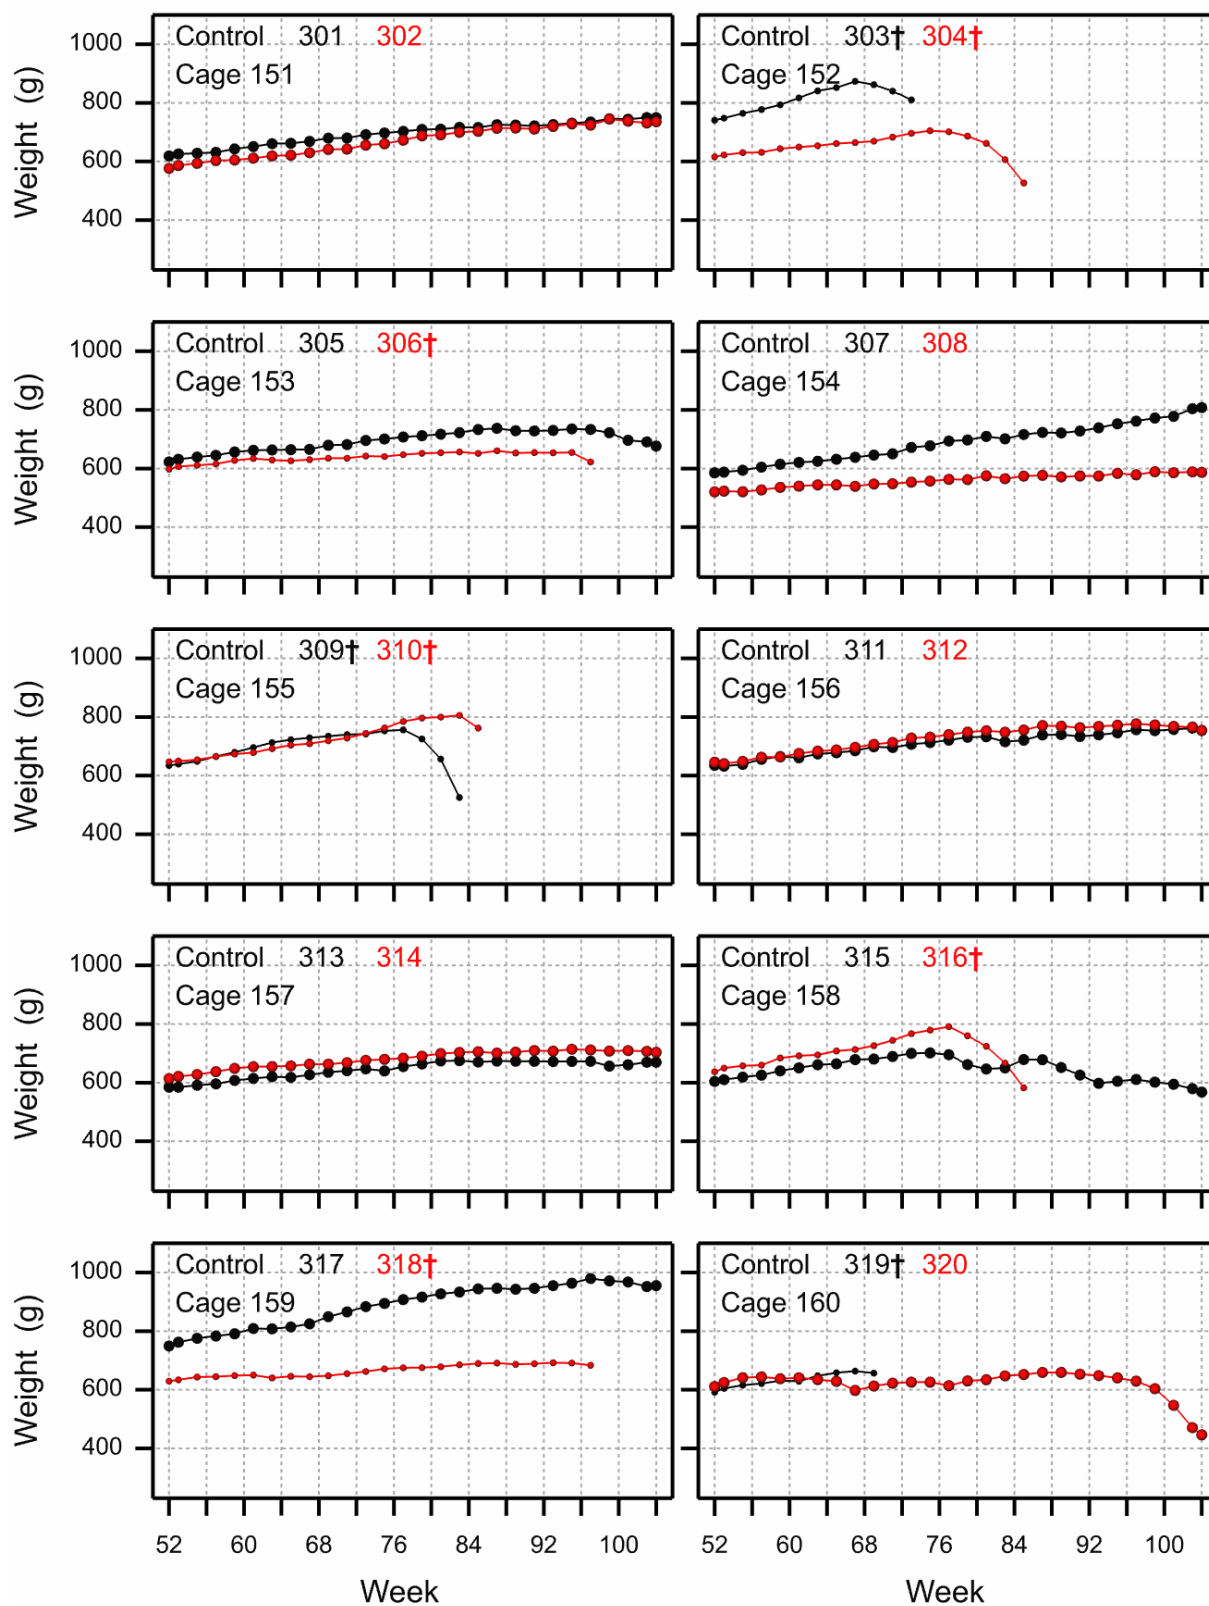 Control 301 302
Cage 151
Weight (g)
1000
800
600
400
Control 303† 304†
Cage 152
Control 305 306†
Cage 153
Weight (g)
1000
800
600
400
Control 307 308
Cage 154
Control 309† 310†
Cage 155
Weight (g)
1000
800
600
400
Control 311 312
Cage 156
Control 313 314
Cage 157
Weight (g)
1000
800
600
400
Control 315 316†
Cage 158
Control 317 318†
Cage 159
Weight (g)
1000
800
600
400
Control 319† 320
Cage 160
52 60 68 76 84 92 100
Week
52 60 68 76 84 92 100
Week